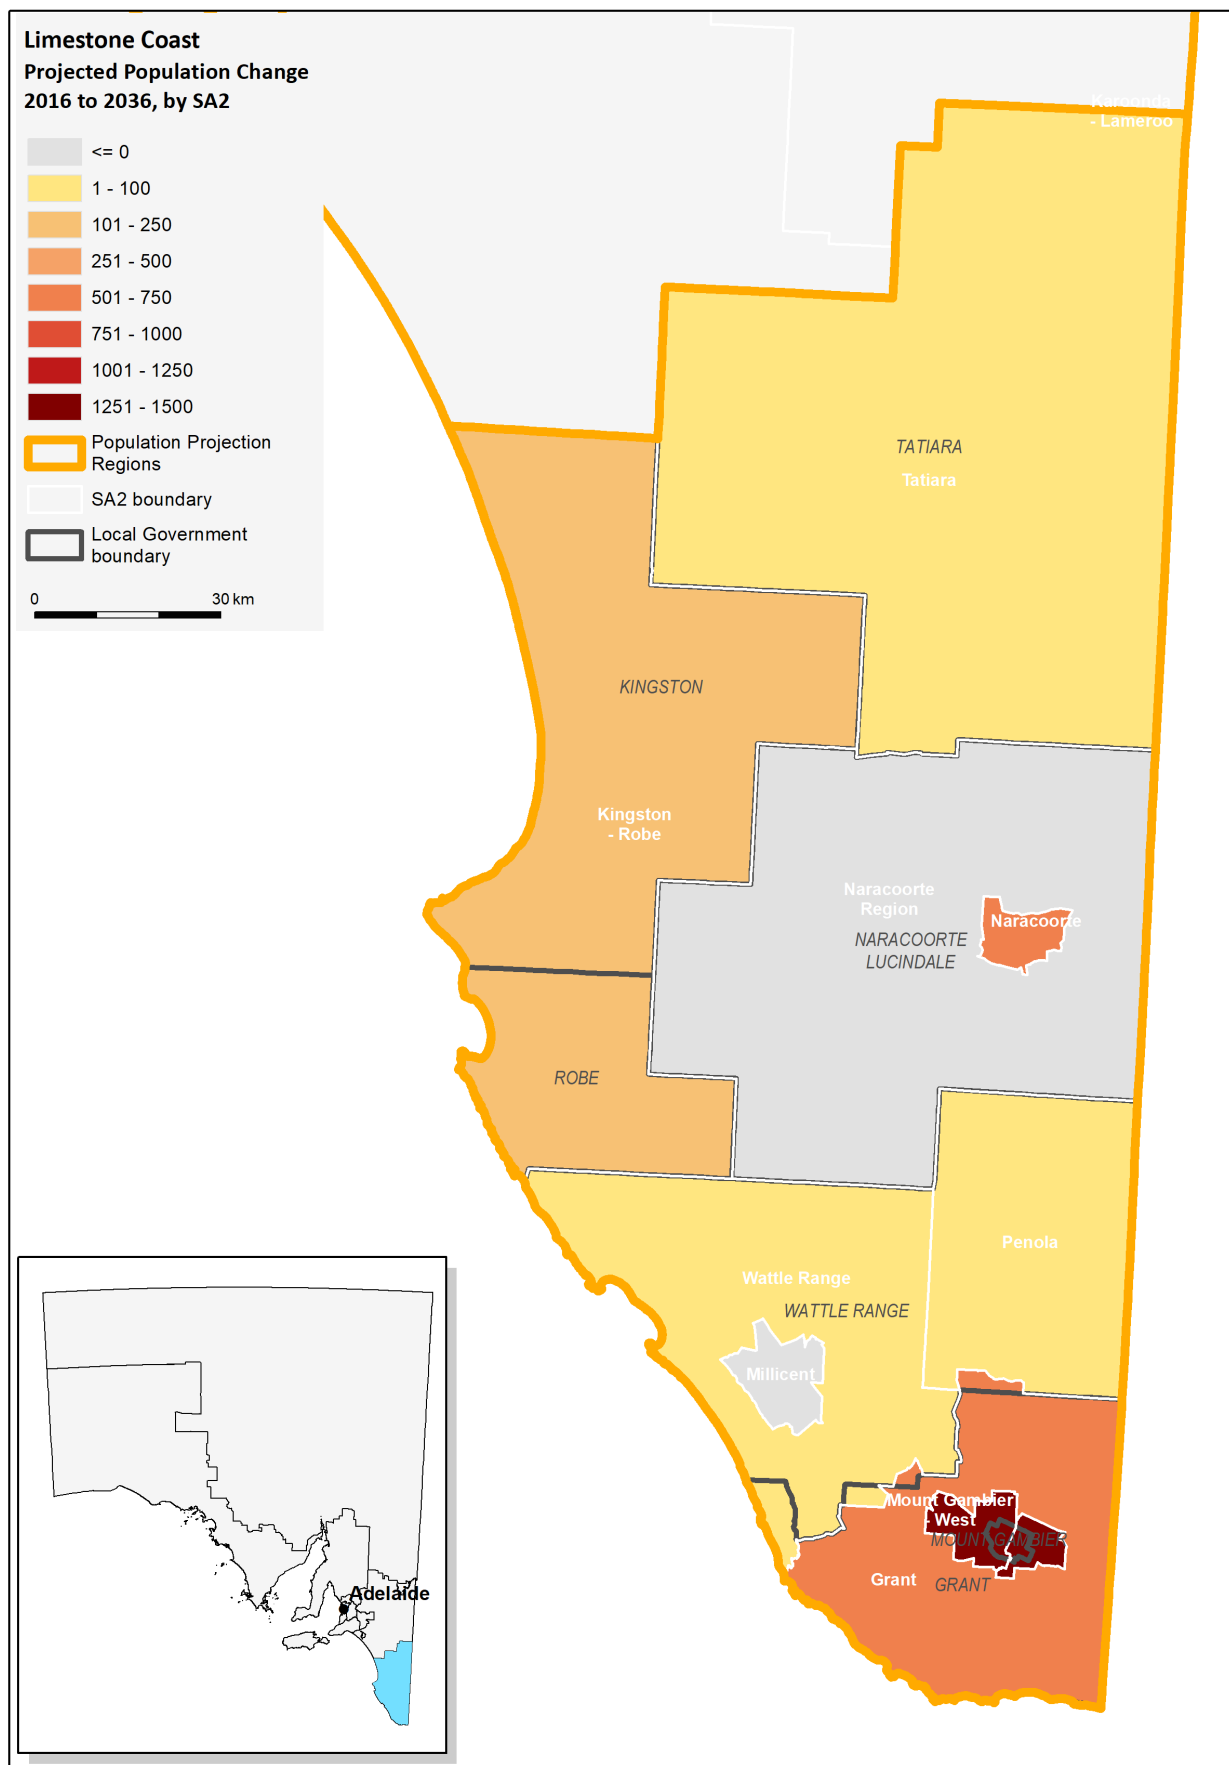 Limestone Coast
Projected Population Change
2016 to 2036, by SA2
<= 0
1 - 100
101 - 250
251 - 500
501 - 750
751 - 1000
1001 - 1250
1251 - 1500
Population Projection
Regions
SA2 boundary
Local Government
boundary
0 30 km
Karoonda
- Lameroo
TATIARA
Tatiara
KINGSTON
Kingston
- Robe
Naracoorte
Region
Naracoorte
NARACOORTE
LUCINDALE
ROBE
Penola
Wattle Range
WATTLE RANGE
Millicent
Mount Gambier
- West
MOUNT GAMBIER
Grant
GRANT
Adelaide